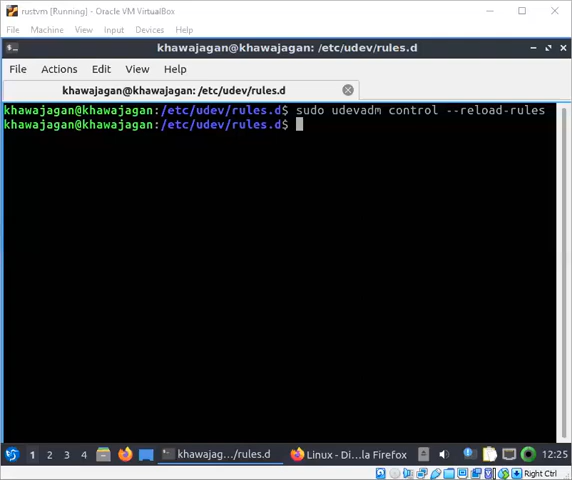 rustvm [Running] - Oracle VM VirtualBox
File Machine View Input Devices Help
khawajagan@khawajagan: /etc/udev/rules.d
File Actions Edit View Help
khawajagan@khawajagan: /etc/udev/rules.d
khawajagan@khawajagan:/etc/udev/rules.d$ sudo udevadm control --reload-rules
khawajagan@khawajagan:/etc/udev/rules.d$
1 2 3 4 khawajag.../rules.d Linux - Di...la Firefox 12:25
Right Ctrl